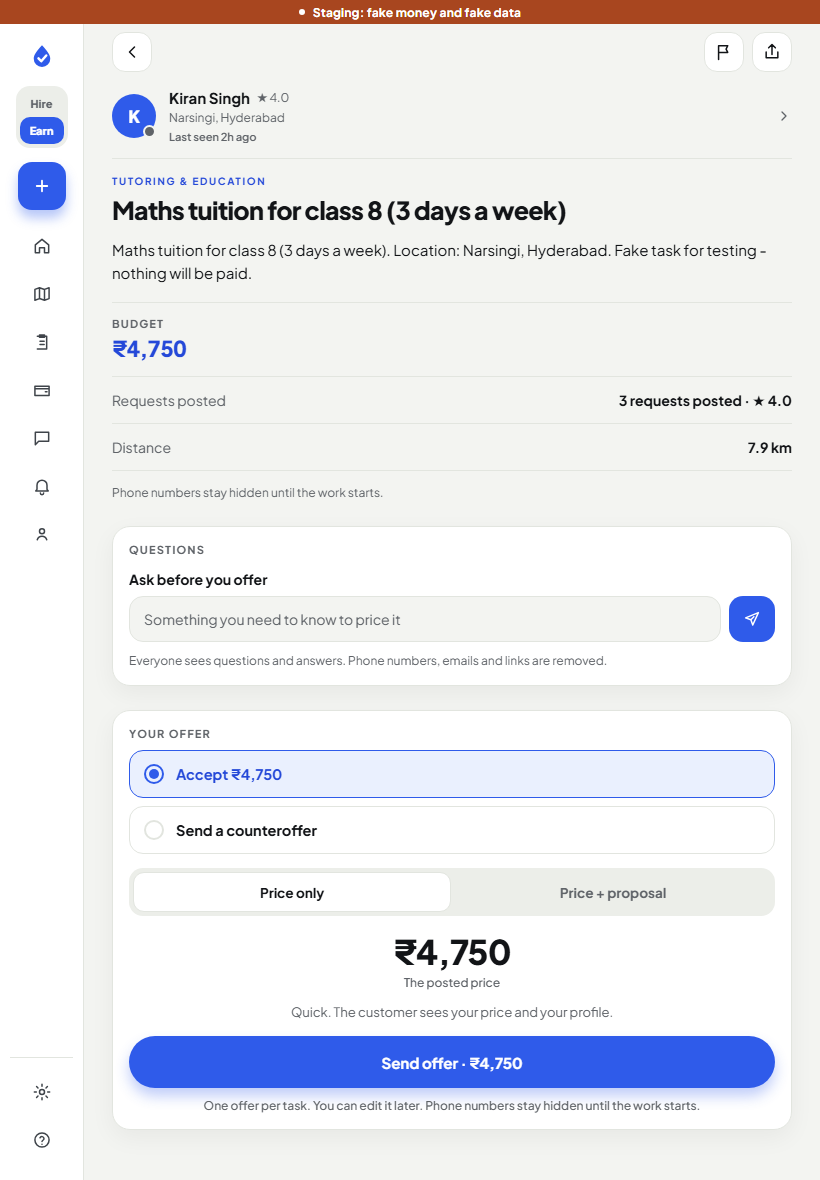 Staging: fake money and fake data
Hire
Earn
K
Kiran Singh ★ 4.0
Narsingi, Hyderabad
Last seen 2h ago
TUTORING & EDUCATION
Maths tuition for class 8 (3 days a week)
Maths tuition for class 8 (3 days a week). Location: Narsingi, Hyderabad. Fake task for testing -
nothing will be paid.
BUDGET
₹4,750
Requests posted 3 requests posted · ★ 4.0
Distance 7.9 km
Phone numbers stay hidden until the work starts.
QUESTIONS
Ask before you offer
Something you need to know to price it
Everyone sees questions and answers. Phone numbers, emails and links are removed.
YOUR OFFER
Accept ₹4,750
Send a counteroffer
Price only Price + proposal
₹4,750
The posted price
Quick. The customer sees your price and your profile.
Send offer · ₹4,750
One offer per task. You can edit it later. Phone numbers stay hidden until the work starts.